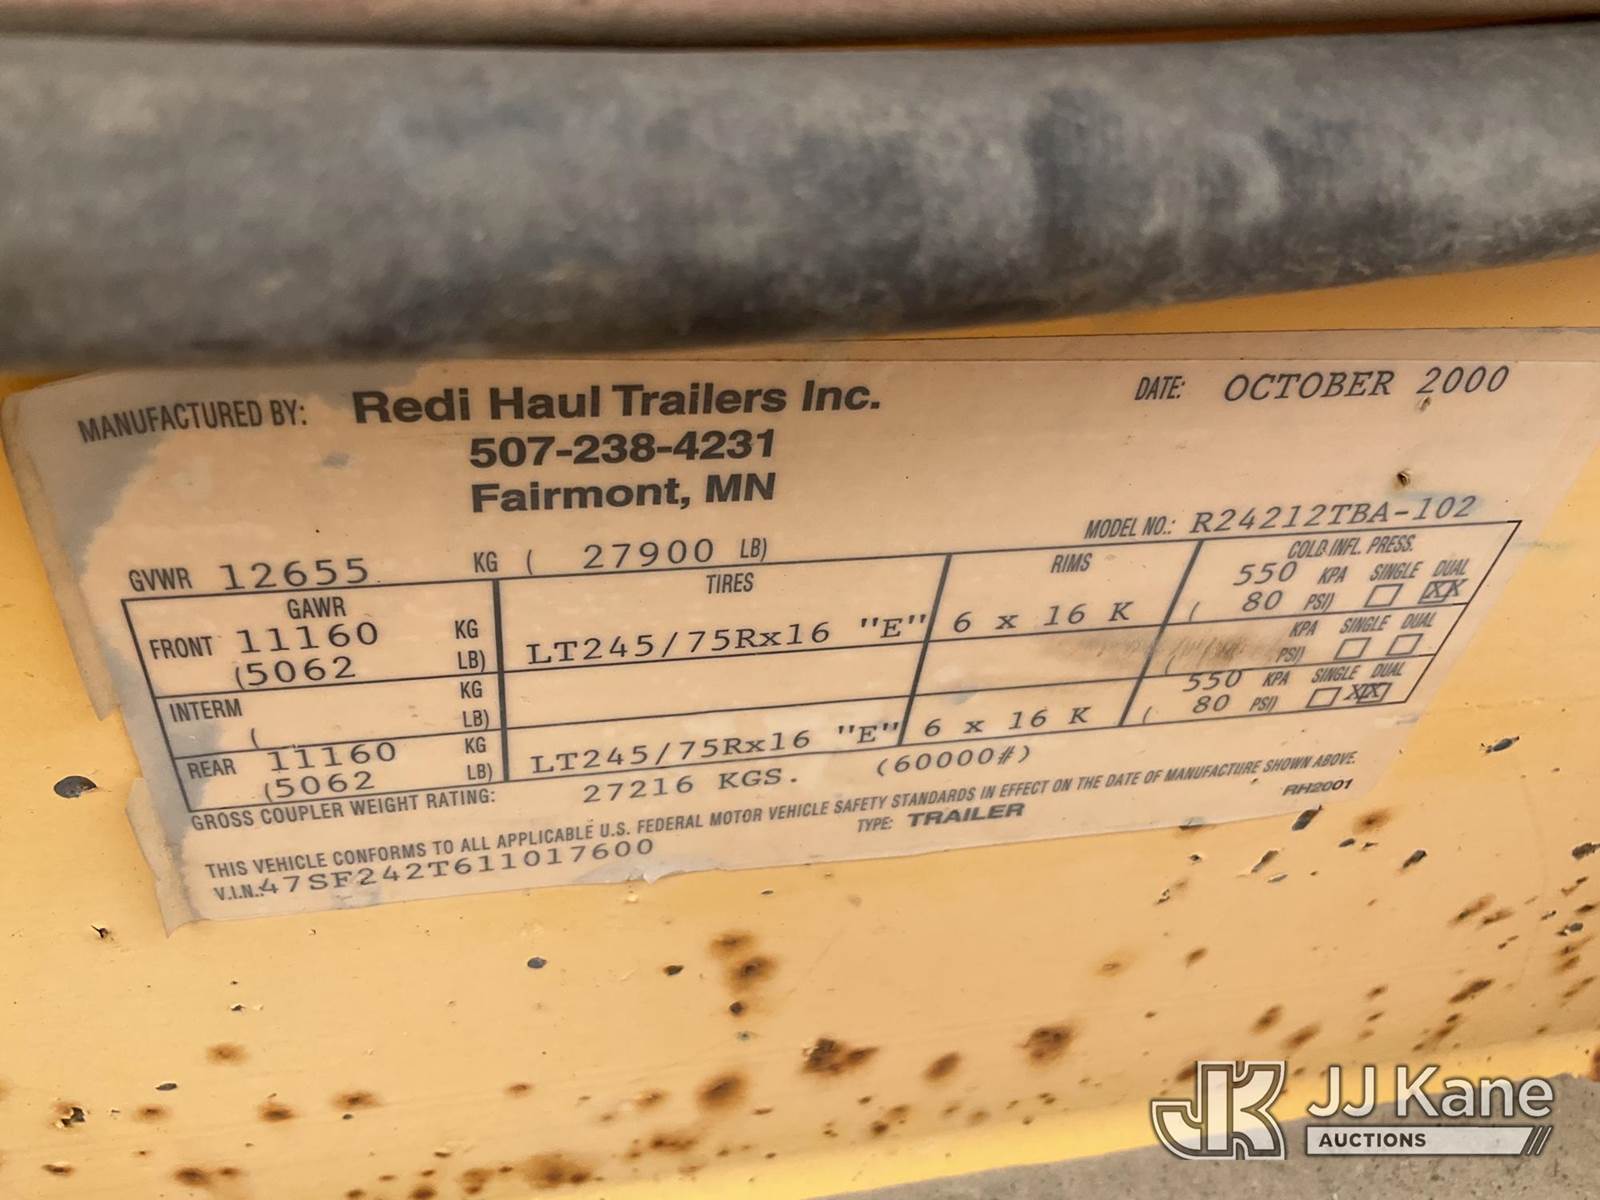 MANUFACTURED BY: Redi Haul Trailers Inc. DATE: OCTOBER 2000
507-238-4231
Fairmont, MN
MODEL NO.: R24212TBA-102
GVWR 12655 KG ( 27900 LB)
GAWR TIRES RIMS COLD INFL. PRESS.
FRONT 11160 KG LT245/75Rx16 "E" 6 x 16 K 550 KPA SINGLE DUAL
(5062 LB) ( 80 PSI) XX
INTERM KG KPA SINGLE DUAL
( LB) ( PSI)
REAR 11160 KG LT245/75Rx16 "E" 6 x 16 K 550 KPA SINGLE DUAL
(5062 LB) ( 80 PSI) XX
GROSS COUPLER WEIGHT RATING: 27216 KGS. (60000#)
THIS VEHICLE CONFORMS TO ALL APPLICABLE U.S. FEDERAL MOTOR VEHICLE SAFETY STANDARDS IN EFFECT ON THE DATE OF MANUFACTURE SHOWN ABOVE.
V.I.N.: 47SF242T611017600 TYPE: TRAILER RH2001
JK JJ Kane
AUCTIONS